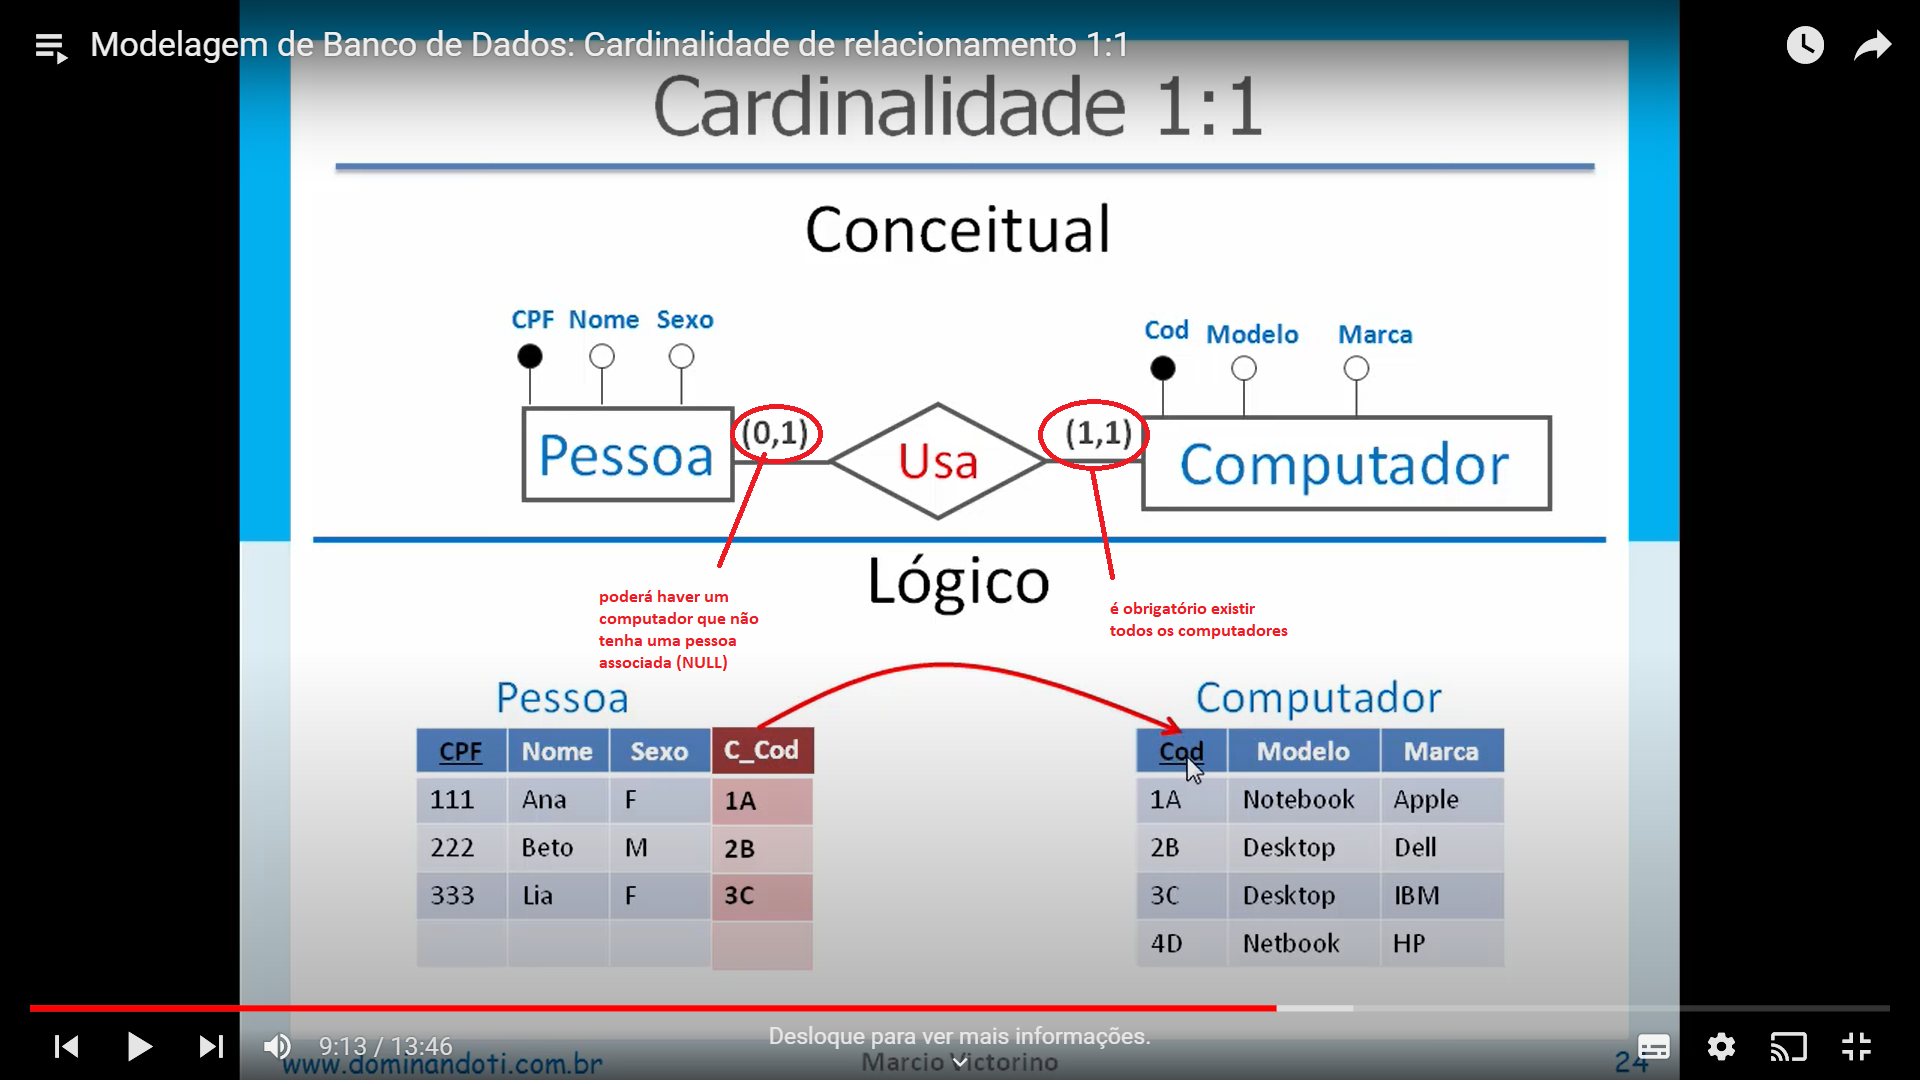 Modelagem de Banco de Dados: Cardinalidade de relacionamento 1:1
Cardinalidade 1:1
Conceitual
CPF Nome Sexo
Cod Modelo Marca
Pessoa
(0,1)
Usa
(1,1)
Computador
Lógico
poderá haver um
computador que não
tenha uma pessoa
associada (NULL)
é obrigatório existir
todos os computadores
Pessoa
CPF Nome Sexo C_Cod
111 Ana F 1A
222 Beto M 2B
333 Lia F 3C
Computador
Cod Modelo Marca
1A Notebook Apple
2B Desktop Dell
3C Desktop IBM
4D Netbook HP
Desloque para ver mais informações.
9:13 / 13:46
www.dominandoti.com.br
Marcio Victorino
24